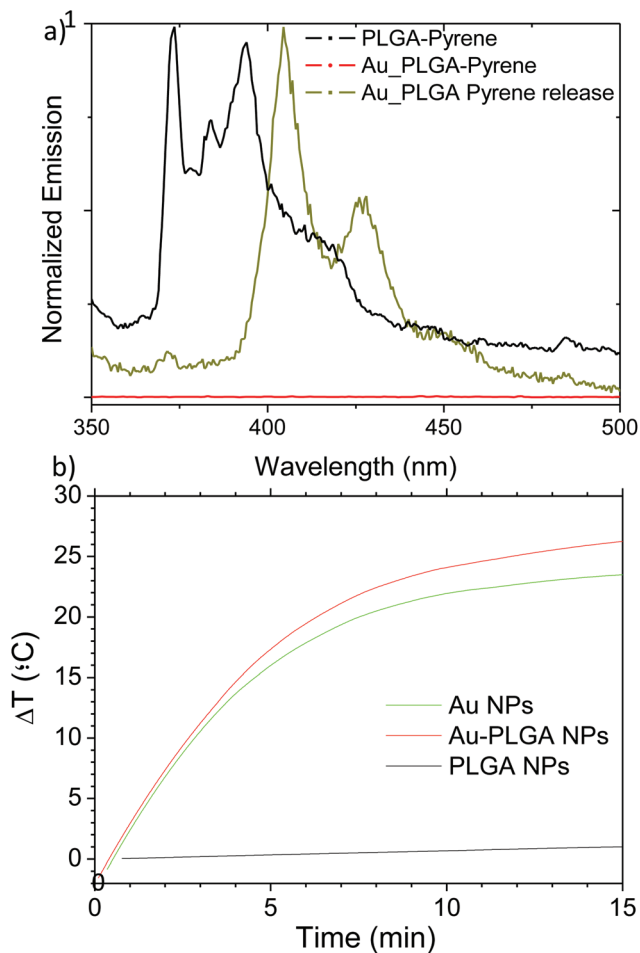 a)
1
PLGA-Pyrene
Au_PLGA-Pyrene
Au_PLGA Pyrene release
Normalized Emission
350 400 450 500
Wavelength (nm)
b)
30
25
20
15
10
5
0
ΔT (°C)
Au NPs
Au-PLGA NPs
PLGA NPs
0
0 5 10 15
Time (min)